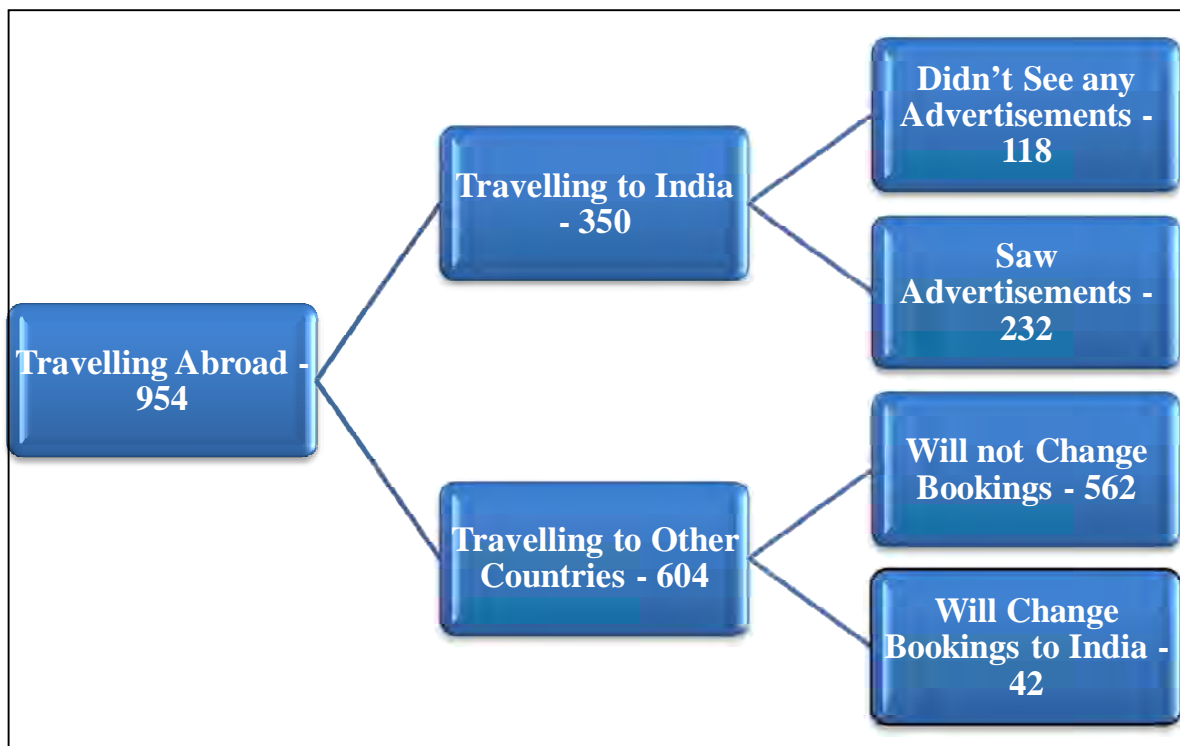 Travelling Abroad -
954
Travelling to India
- 350
Didn’t See any
Advertisements -
118
Saw
Advertisements -
232
Travelling to Other
Countries - 604
Will not Change
Bookings - 562
Will Change
Bookings to India -
42